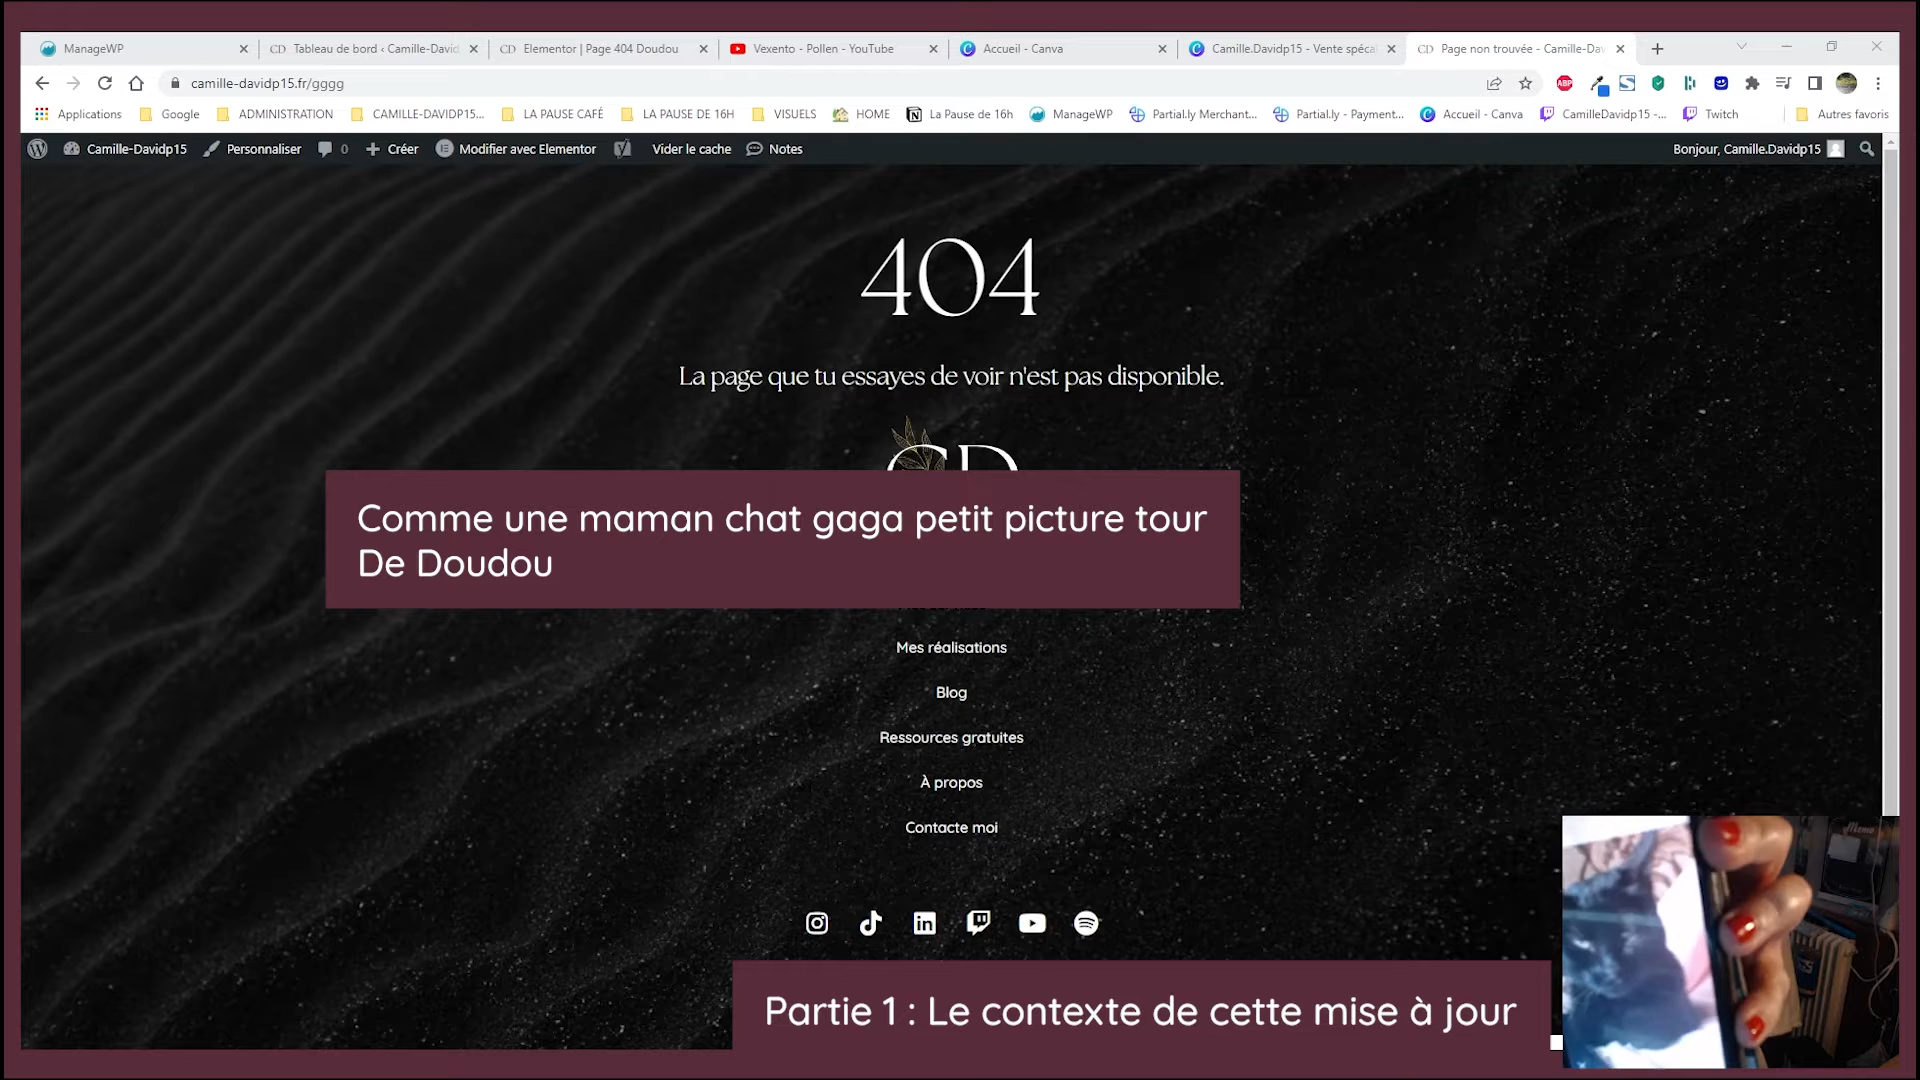 ManageWP
Tableau de bord ‹ Camille-David
Elementor | Page 404 Doudou
Vexento - Pollen - YouTube
Accueil - Canva
Camille.Davidp15 - Vente spéca
Page non trouvée - Camille-Dav
camille-davidp15.fr/gggg
Applications
Google
ADMINISTRATION
CAMILLE-DAVIDP15...
LA PAUSE CAFÉ
LA PAUSE DE 16H
VISUELS
HOME
La Pause de 16h
ManageWP
Partial.ly Merchant...
Partial.ly - Payment...
Accueil - Canva
CamilleDavidp15 -...
Twitch
Autres favoris
Camille-Davidp15
Personnaliser
0
Créer
Modifier avec Elementor
Vider le cache
Notes
Bonjour, Camille.Davidp15
404
La page que tu essayes de voir n'est pas disponible.
CD
Comme une maman chat gaga petit picture tour
De Doudou
Mes réalisations
Blog
Ressources gratuites
À propos
Contacte moi
Partie 1 : Le contexte de cette mise à jour